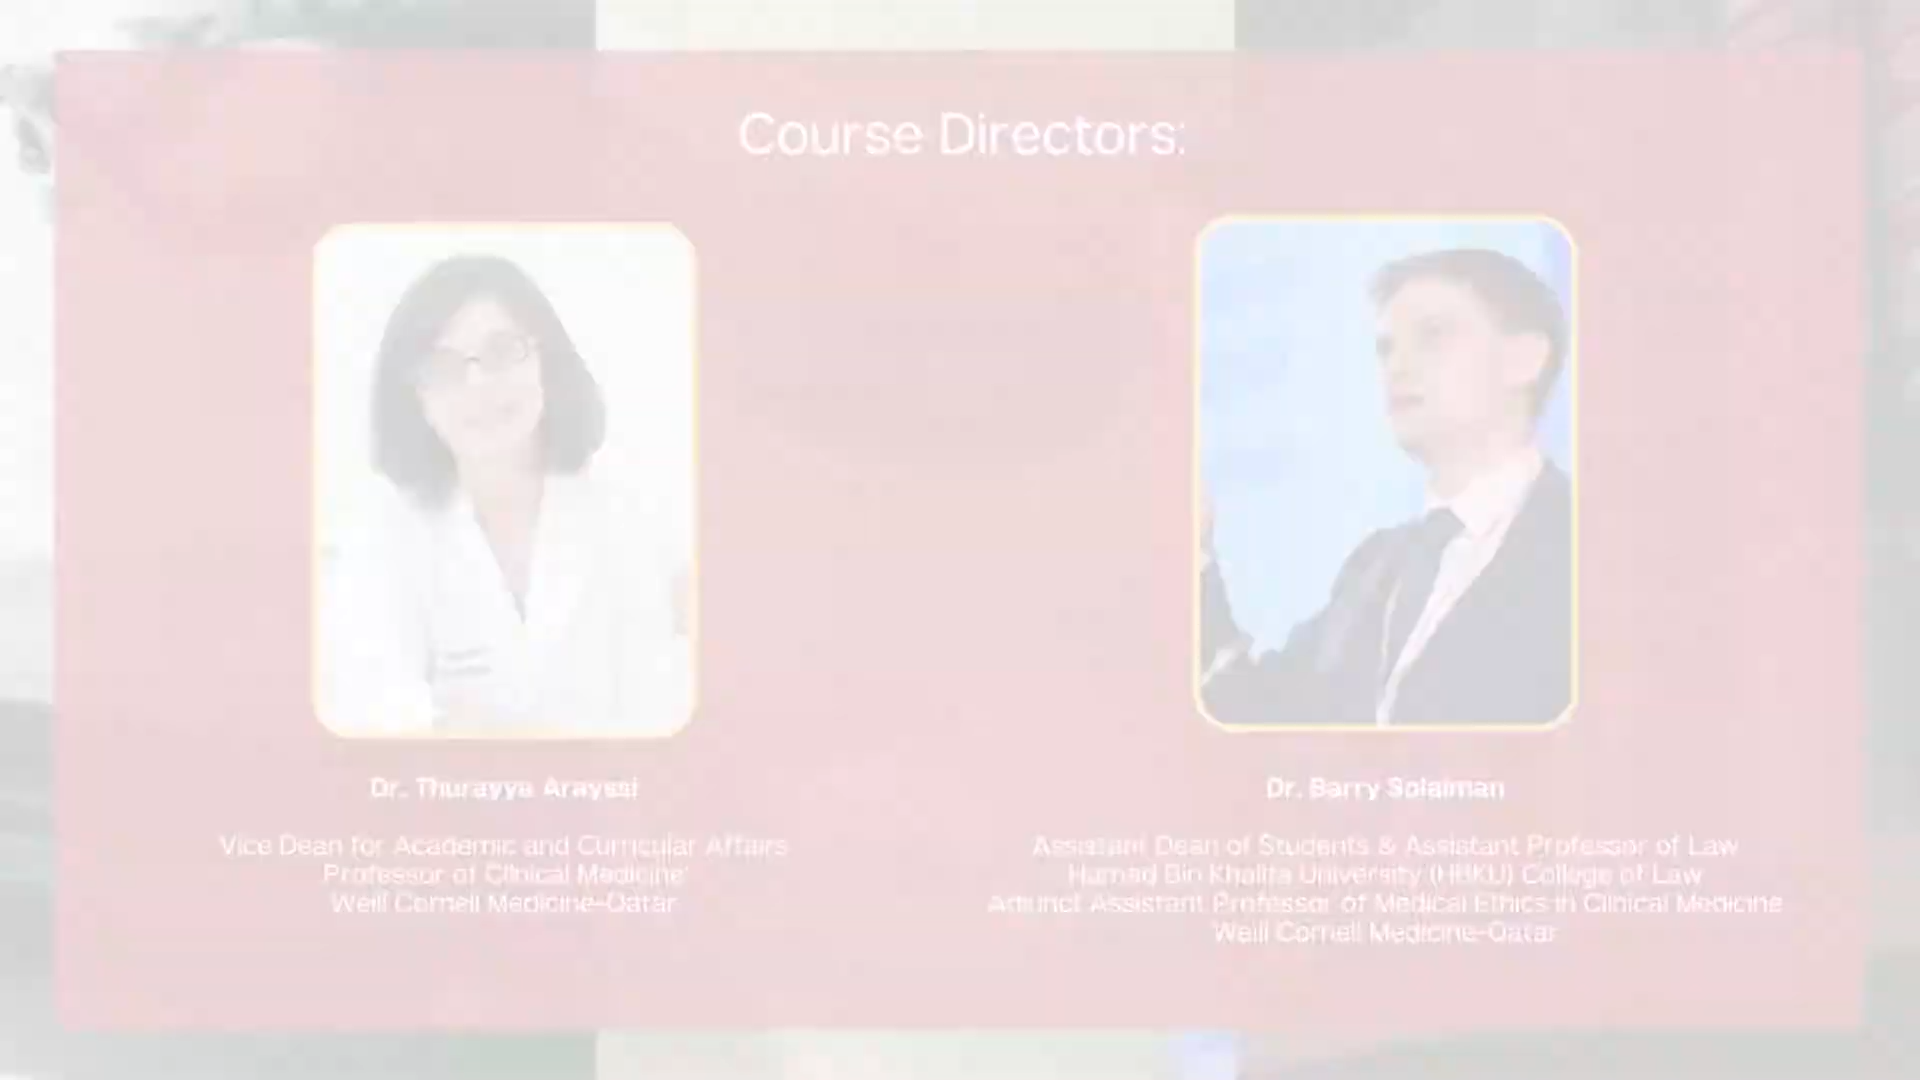 Course Directors:
Dr. Thurayya Arayssi
Vice Dean for Academic and Curricular Affairs
Professor of Clinical Medicine
Weill Cornell Medicine-Qatar
Dr. Barry Solaiman
Assistant Dean of Students & Assistant Professor of Law
Hamad Bin Khalifa University (HBKU) College of Law
Adjunct Assistant Professor of Medical Ethics in Clinical Medicine
Weill Cornell Medicine-Qatar